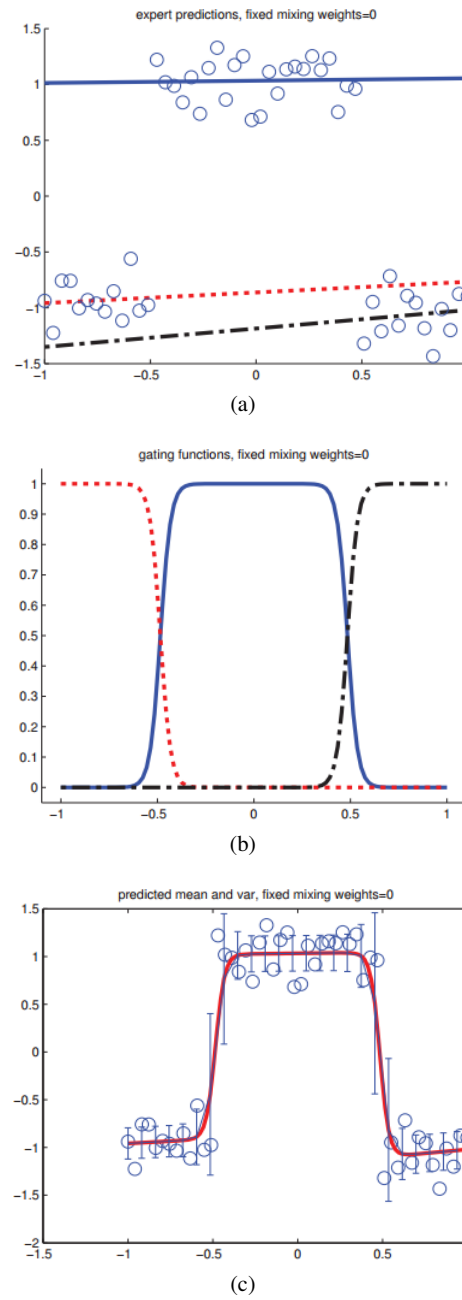 expert predictions, fixed mixing weights=0
1.5
1
0.5
0
−0.5
−1
−1.5
−1 −0.5 0 0.5
(a)
gating functions, fixed mixing weights=0
1
0.9
0.8
0.7
0.6
0.5
0.4
0.3
0.2
0.1
0
−1 −0.5 0 0.5 1
(b)
predicted mean and var, fixed mixing weights=0
1.5
1
0.5
0
−0.5
−1
−1.5
−2
−1.5 −1 −0.5 0 0.5
(c)